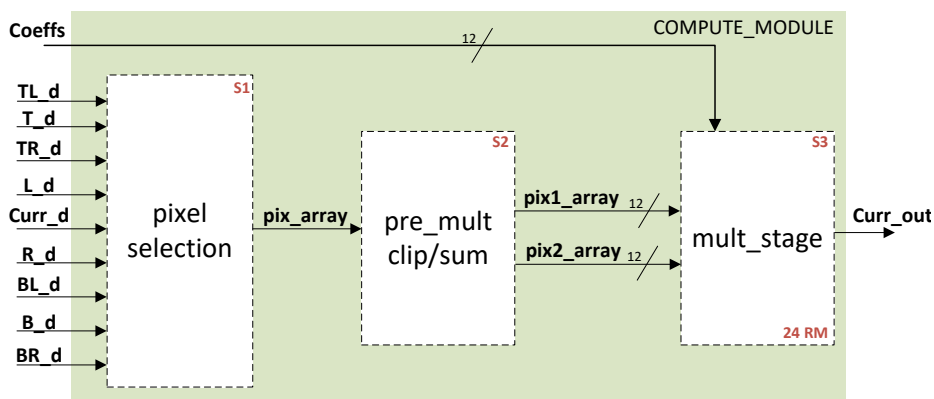 Coeffs
12
COMPUTE_MODULE
TL_d
T_d
TR_d
L_d
Curr_d
R_d
BL_d
B_d
BR_d
S1
pixel
selection
pix_array
S2
pre_mult
clip/sum
pix1_array 12
pix2_array 12
S3
mult_stage
24 RM
Curr_out